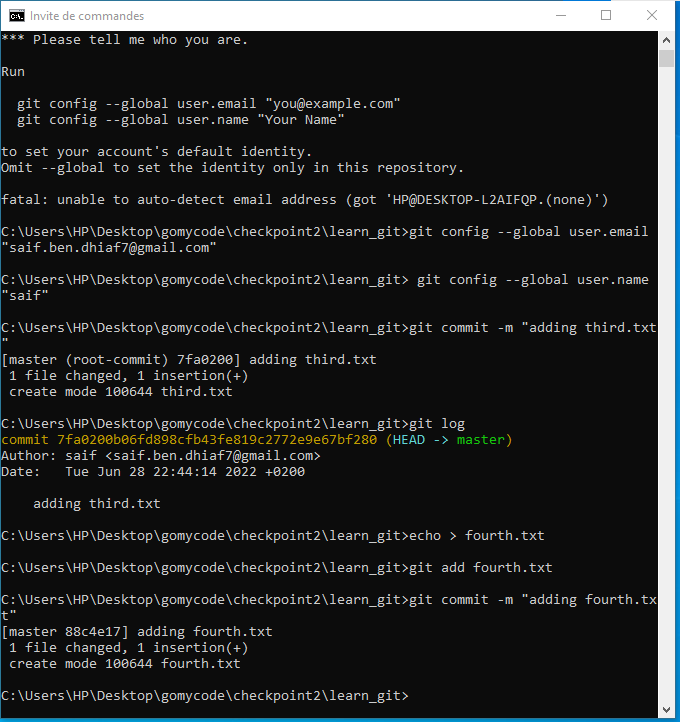 Invite de commandes
*** Please tell me who you are.
Run
  git config --global user.email "you@example.com"
  git config --global user.name "Your Name"
to set your account's default identity.
Omit --global to set the identity only in this repository.
fatal: unable to auto-detect email address (got 'HP@DESKTOP-L2AIFQP.(none)')
C:\Users\HP\Desktop\gomycode\checkpoint2\learn_git>git config --global user.email
"saif.ben.dhiaf7@gmail.com"
C:\Users\HP\Desktop\gomycode\checkpoint2\learn_git> git config --global user.name
"saif"
C:\Users\HP\Desktop\gomycode\checkpoint2\learn_git>git commit -m "adding third.txt
"
[master (root-commit) 7fa0200] adding third.txt
 1 file changed, 1 insertion(+)
 create mode 100644 third.txt
C:\Users\HP\Desktop\gomycode\checkpoint2\learn_git>git log
commit 7fa0200b06fd898cfb43fe819c2772e9e67bf280 (HEAD -> master)
Author: saif <saif.ben.dhiaf7@gmail.com>
Date:   Tue Jun 28 22:44:14 2022 +0200
    adding third.txt
C:\Users\HP\Desktop\gomycode\checkpoint2\learn_git>echo > fourth.txt
C:\Users\HP\Desktop\gomycode\checkpoint2\learn_git>git add fourth.txt
C:\Users\HP\Desktop\gomycode\checkpoint2\learn_git>git commit -m "adding fourth.tx
t"
[master 88c4e17] adding fourth.txt
 1 file changed, 1 insertion(+)
 create mode 100644 fourth.txt
C:\Users\HP\Desktop\gomycode\checkpoint2\learn_git>